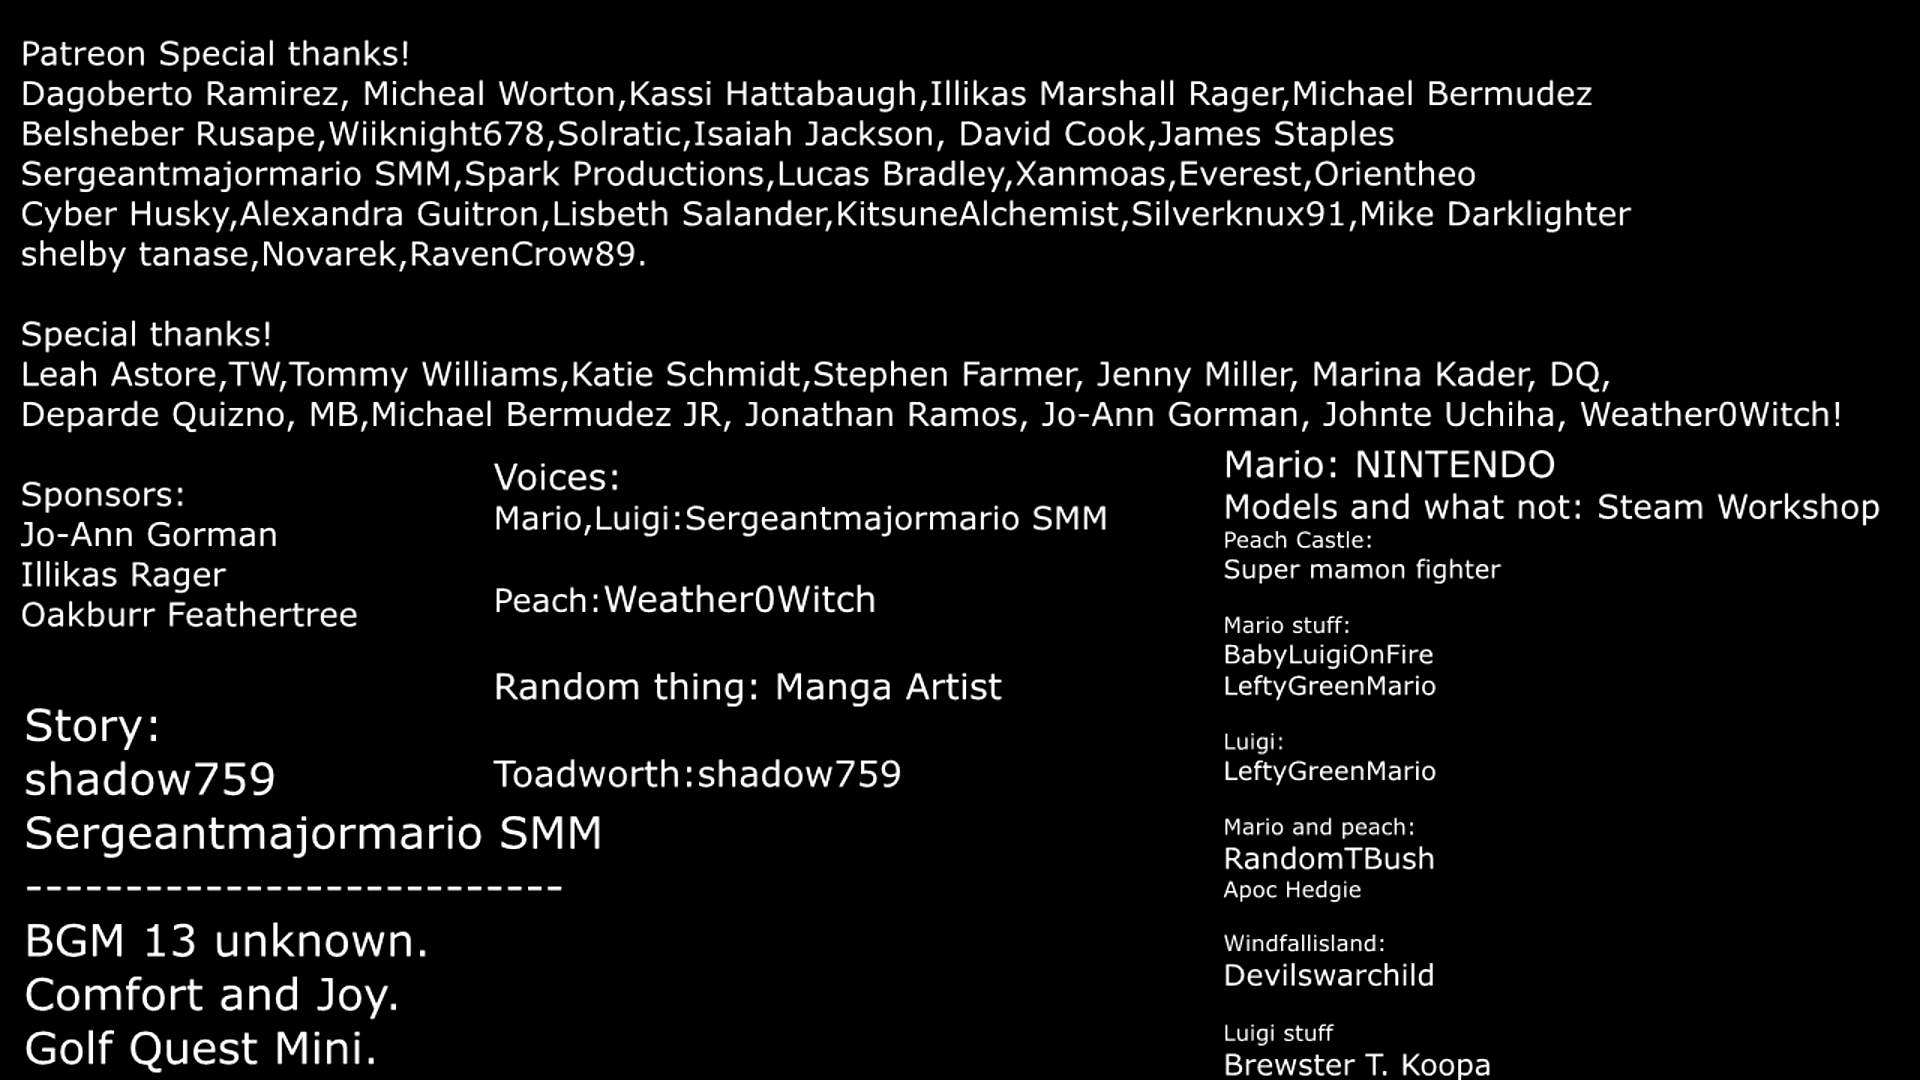 Patreon Special thanks!
Dagoberto Ramirez, Micheal Worton,Kassi Hattabaugh,Illikas Marshall Rager,Michael Bermudez
Belsheber Rusape,Wiiknight678,Solratic,Isaiah Jackson, David Cook,James Staples
Sergeantmajormario SMM,Spark Productions,Lucas Bradley,Xanmoas,Everest,Orientheo
Cyber Husky,Alexandra Guitron,Lisbeth Salander,KitsuneAlchemist,Silverknux91,Mike Darklighter
shelby tanase,Novarek,RavenCrow89.
Special thanks!
Leah Astore,TW,Tommy Williams,Katie Schmidt,Stephen Farmer, Jenny Miller, Marina Kader, DQ,
Deparde Quizno, MB,Michael Bermudez JR, Jonathan Ramos, Jo-Ann Gorman, Johnte Uchiha, Weather0Witch!
Sponsors:
Jo-Ann Gorman
Illikas Rager
Oakburr Feathertree
Story:
shadow759
Sergeantmajormario SMM
---------------------------
BGM 13 unknown.
Comfort and Joy.
Golf Quest Mini.
Voices:
Mario,Luigi:Sergeantmajormario SMM
Peach:Weather0Witch
Random thing: Manga Artist
Toadworth:shadow759
Mario: NINTENDO
Models and what not: Steam Workshop
Peach Castle:
Super mamon fighter
Mario stuff:
BabyLuigiOnFire
LeftyGreenMario
Luigi:
LeftyGreenMario
Mario and peach:
RandomTBush
Apoc Hedgie
Windfallisland:
Devilswarchild
Luigi stuff
Brewster T. Koopa